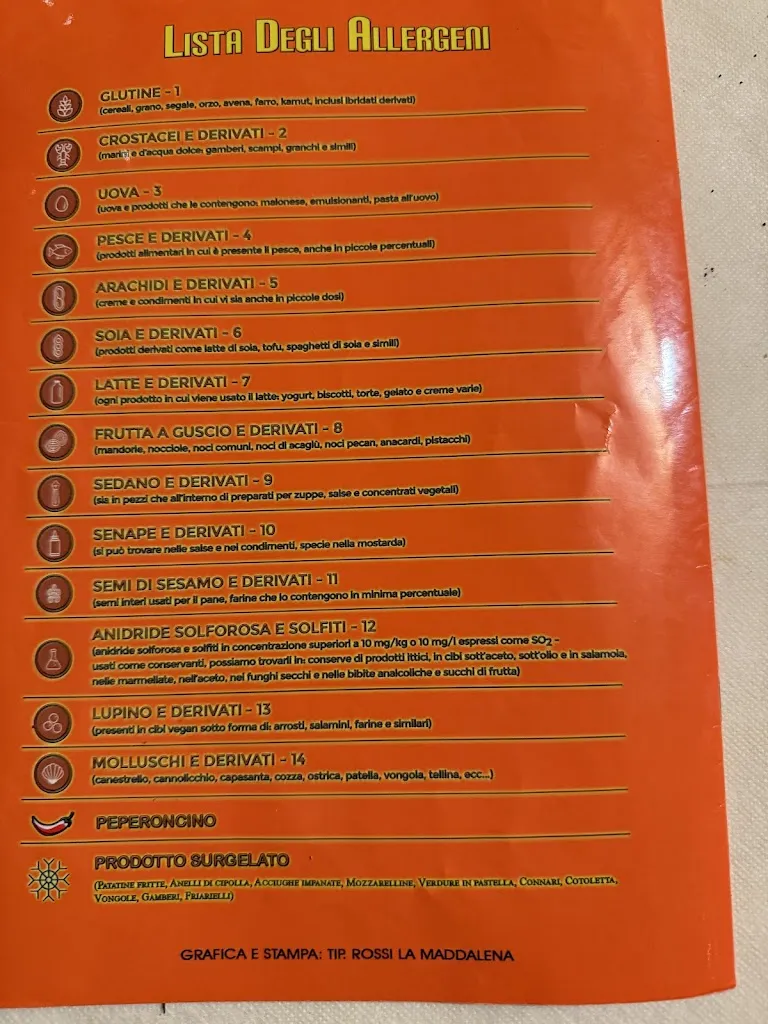 Lista Degli Allergeni
GLUTINE - 1
(cereali, grano, segale, orzo, avena, farro, kamut, inclusi ibridati derivati)
CROSTACEI E DERIVATI - 2
(marini e d'acqua dolce: gamberi, scampi, granchi e simili)
UOVA - 3
(uova e prodotti che le contengono: maionese, emulsionanti, pasta all'uovo)
PESCE E DERIVATI - 4
(prodotti alimentari in cui è presente il pesce, anche in piccole percentuali)
ARACHIDI E DERIVATI - 5
(creme e condimenti in cui vi sia anche in piccole dosi)
SOIA E DERIVATI - 6
(prodotti derivati come latte di soia, tofu, spaghetti di soia e simili)
LATTE E DERIVATI - 7
(ogni prodotto in cui viene usato il latte: yogurt, biscotti, torte, gelato e creme varie)
FRUTTA A GUSCIO E DERIVATI - 8
(mandorle, nocciole, noci comuni, noci di acagiù, noci pecan, anacardi, pistacchi)
SEDANO E DERIVATI - 9
(sia in pezzi che all'interno di preparati per zuppe, salse e concentrati vegetali)
SENAPE E DERIVATI - 10
(si può trovare nelle salse e nei condimenti, specie nella mostarda)
SEMI DI SESAMO E DERIVATI - 11
(semi interi usati per il pane, farine che lo contengono in minima percentuale)
ANIDRIDE SOLFOROSA E SOLFITI - 12
(anidride solforosa e solfiti in concentrazione superiori a 10 mg/kg o 10 mg/l espressi come SO2 -
usati come conservanti, possiamo trovarli in: conserve di prodotti ittici, in cibi sott'aceto, sott'olio e in salamoia,
nelle marmellate, nell'aceto, nei funghi secchi e nelle bibite analcoliche e succhi di frutta)
LUPINO E DERIVATI - 13
(presenti in cibi vegan sotto forma di: arrosti, salamini, farine e similari)
MOLLUSCHI E DERIVATI - 14
(canestrello, cannolicchio, capasanta, cozza, ostrica, patella, vongola, tellina, ecc...)
PEPERONCINO
PRODOTTO SURGELATO
(Patatine fritte, Anelli di cipolla, Acciughe impanate, Mozzarelline, Verdure in pastella, Connari, Cotoletta,
Vongole, Gamberi, Friarielli)
GRAFICA E STAMPA: TIP. ROSSI LA MADDALENA